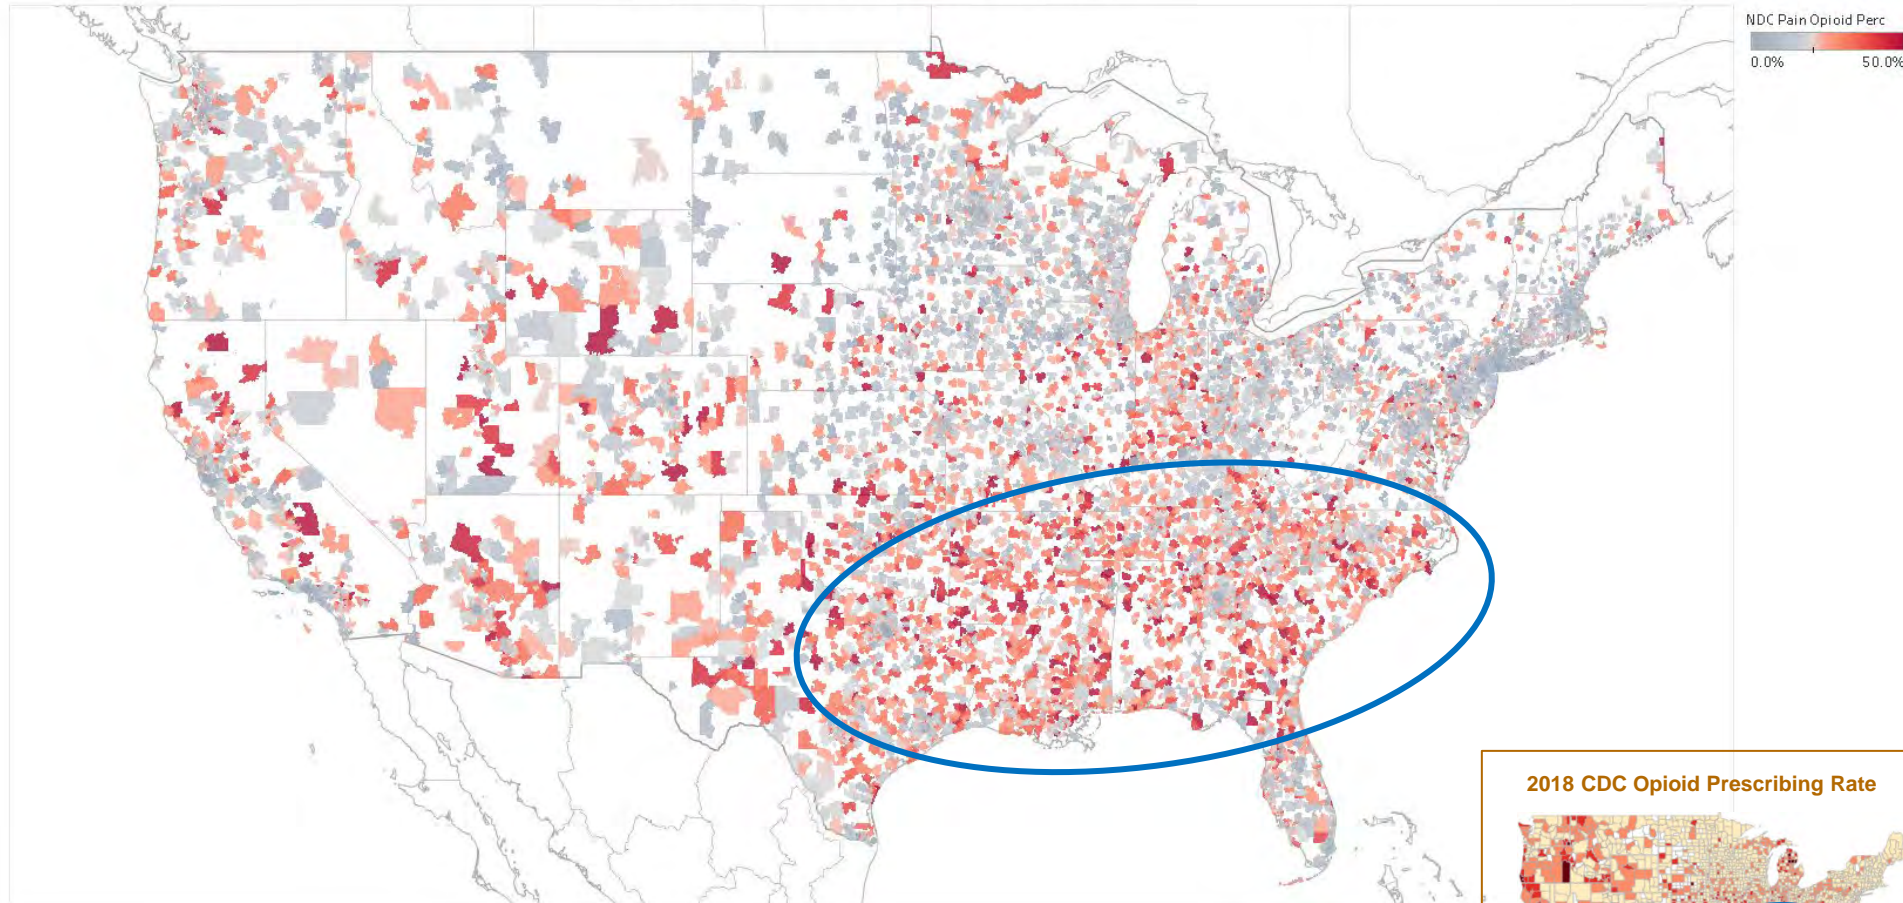 NDC Pain Opioid Perc
0.0% 50.0%
2018 CDC Opioid Prescribing Rate